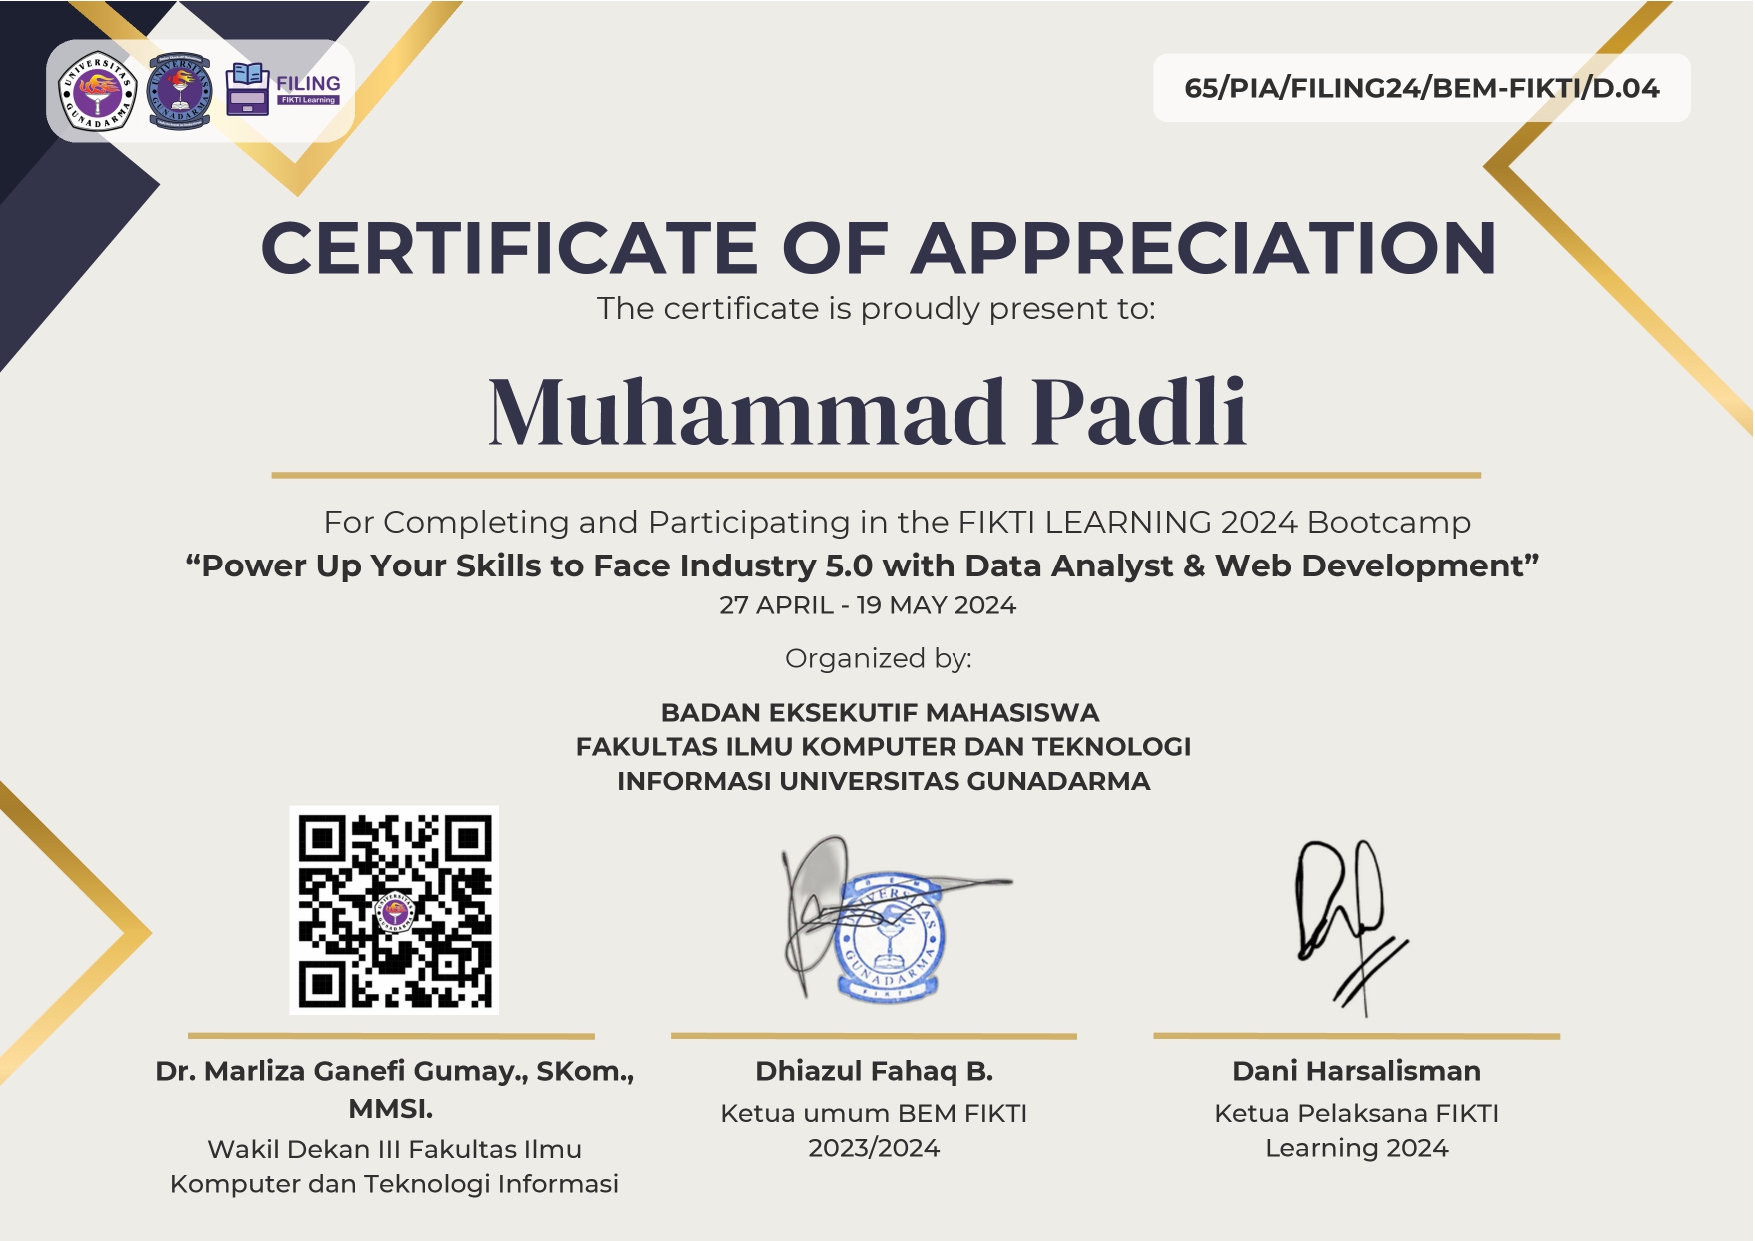 UNIVERSITAS GUNADARMA
UNIVERSITAS GUNADARMA
FILING
FIKTI Learning
65/PIA/FILING24/BEM-FIKTI/D.04
CERTIFICATE OF APPRECIATION
The certificate is proudly present to:
Muhammad Padli
For Completing and Participating in the FIKTI LEARNING 2024 Bootcamp
“Power Up Your Skills to Face Industry 5.0 with Data Analyst & Web Development”
27 APRIL - 19 MAY 2024
Organized by:
BADAN EKSEKUTIF MAHASISWA
FAKULTAS ILMU KOMPUTER DAN TEKNOLOGI
INFORMASI UNIVERSITAS GUNADARMA
UNIVERSITAS GUNADARMA
BEM
UNIVERSITAS
GUNADARMA
FIKTI
Dr. Marliza Ganefi Gumay., SKom.,
MMSI.
Wakil Dekan III Fakultas Ilmu
Komputer dan Teknologi Informasi
Dhiazul Fahaq B.
Ketua umum BEM FIKTI
2023/2024
Dani Harsalisman
Ketua Pelaksana FIKTI
Learning 2024